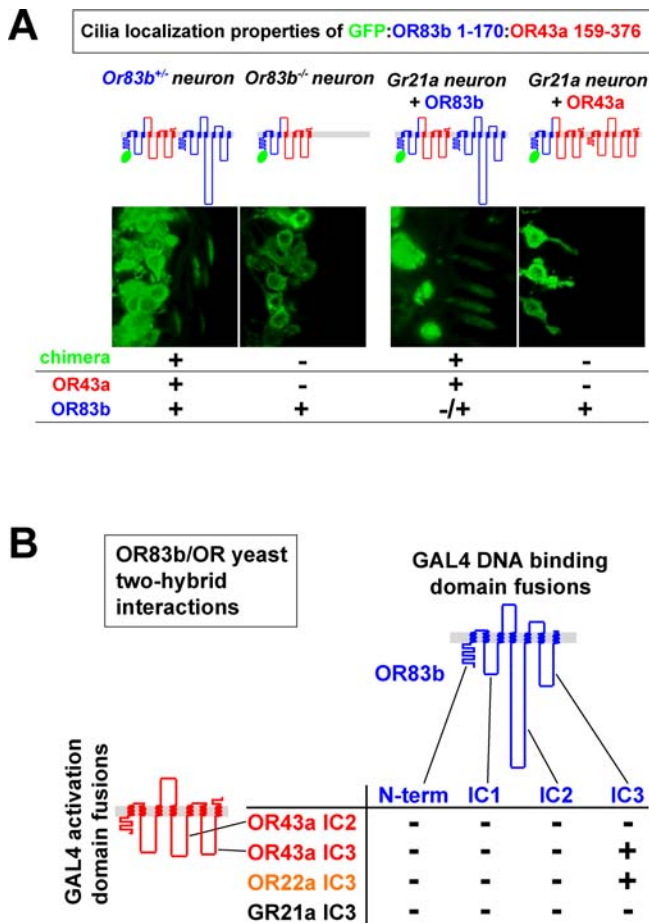 A
Cilia localization properties of GFP:OR83b 1-170:OR43a 159-376
Or83b+/- neuron
Or83b-/- neuron
Gr21a neuron
+ OR83b
Gr21a neuron
+ OR43a
chimera + - + -
OR43a + - + -
OR83b + + -/+ +
B
OR83b/OR yeast
two-hybrid
interactions
GAL4 DNA binding
domain fusions
OR83b
GAL4 activation
domain fusions
N-term IC1 IC2 IC3
OR43a IC2 - - - -
OR43a IC3 - - - +
OR22a IC3 - - - +
GR21a IC3 - - - -